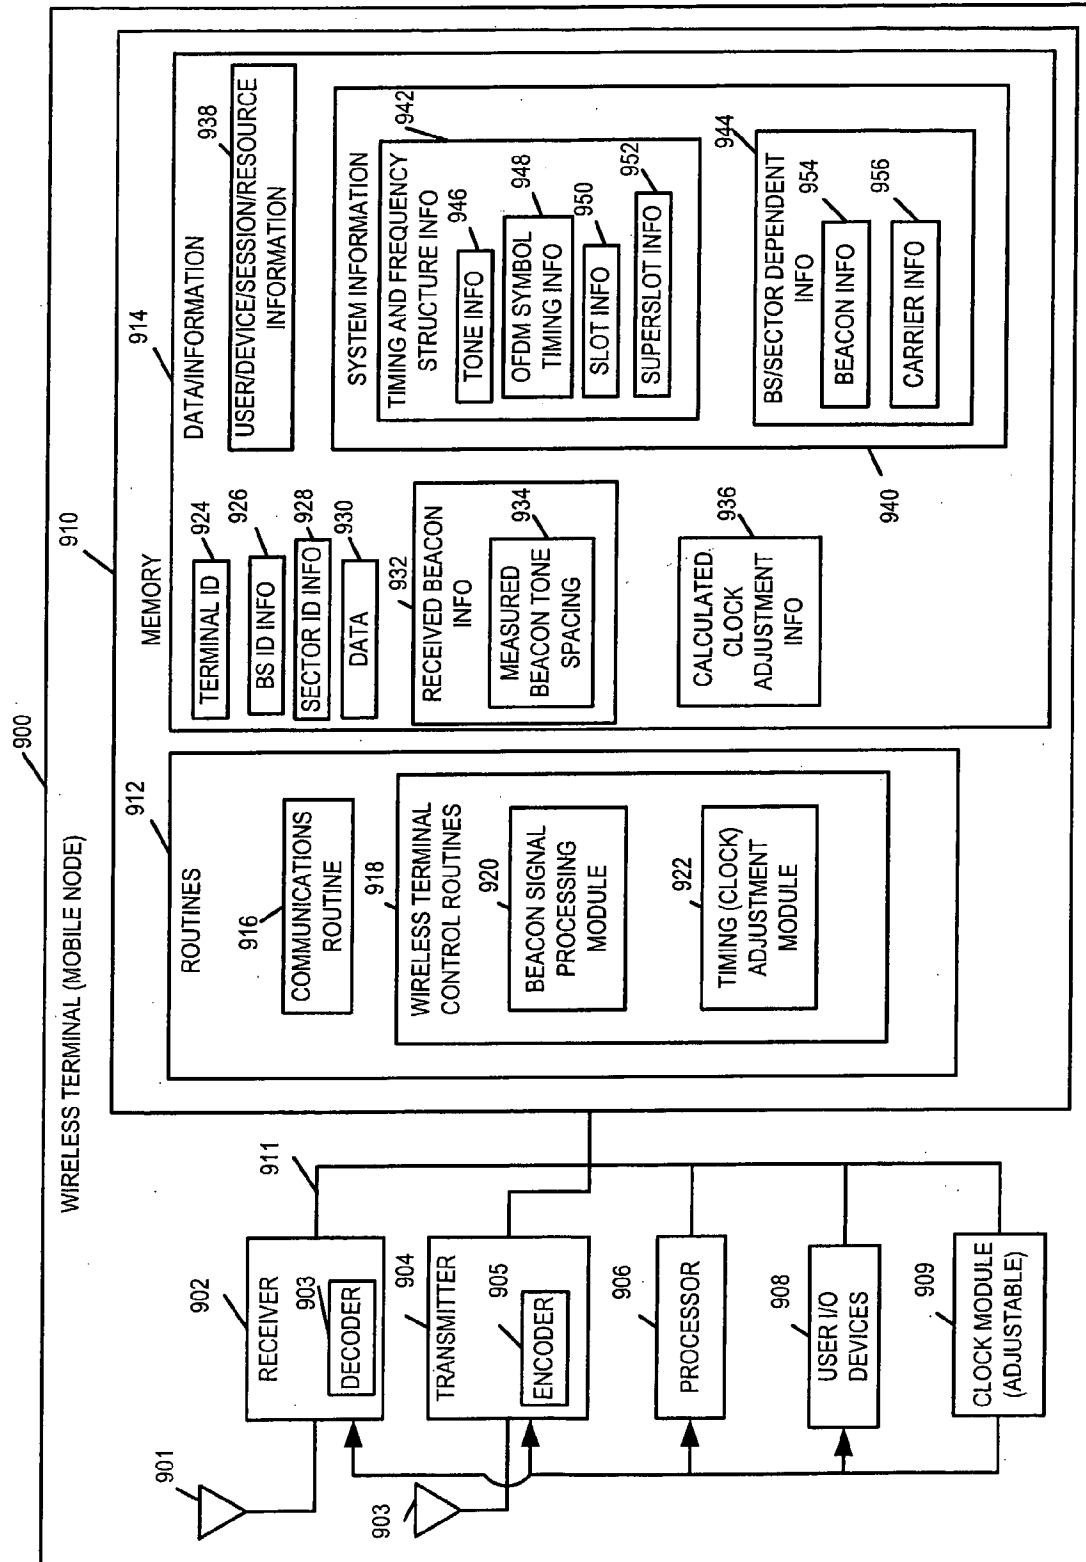 900
WIRELESS TERMINAL (MOBILE NODE)
901
903
902
RECEIVER
903
DECODER
904
TRANSMITTER
905
ENCODER
906
PROCESSOR
908
USER I/O
DEVICES
909
CLOCK MODULE
(ADJUSTABLE)
911
910
MEMORY
912
ROUTINES
916
COMMUNICATIONS
ROUTINE
918
WIRELESS TERMINAL
CONTROL ROUTINES
920
BEACON SIGNAL
PROCESSING
MODULE
922
TIMING (CLOCK)
ADJUSTMENT
MODULE
914
DATA/INFORMATION
924
TERMINAL ID
926
BS ID INFO
928
SECTOR ID INFO
930
DATA
932
RECEIVED BEACON
INFO
934
MEASURED
BEACON TONE
SPACING
936
CALCULATED
CLOCK
ADJUSTMENT
INFO
938
USER/DEVICE/SESSION/RESOURCE
INFORMATION
940
SYSTEM INFORMATION
942
TIMING AND FREQUENCY
STRUCTURE INFO
946
TONE INFO
948
OFDM SYMBOL
TIMING INFO
950
SLOT INFO
952
SUPERSLOT INFO
944
BS/SECTOR DEPENDENT
INFO
954
BEACON INFO
956
CARRIER INFO